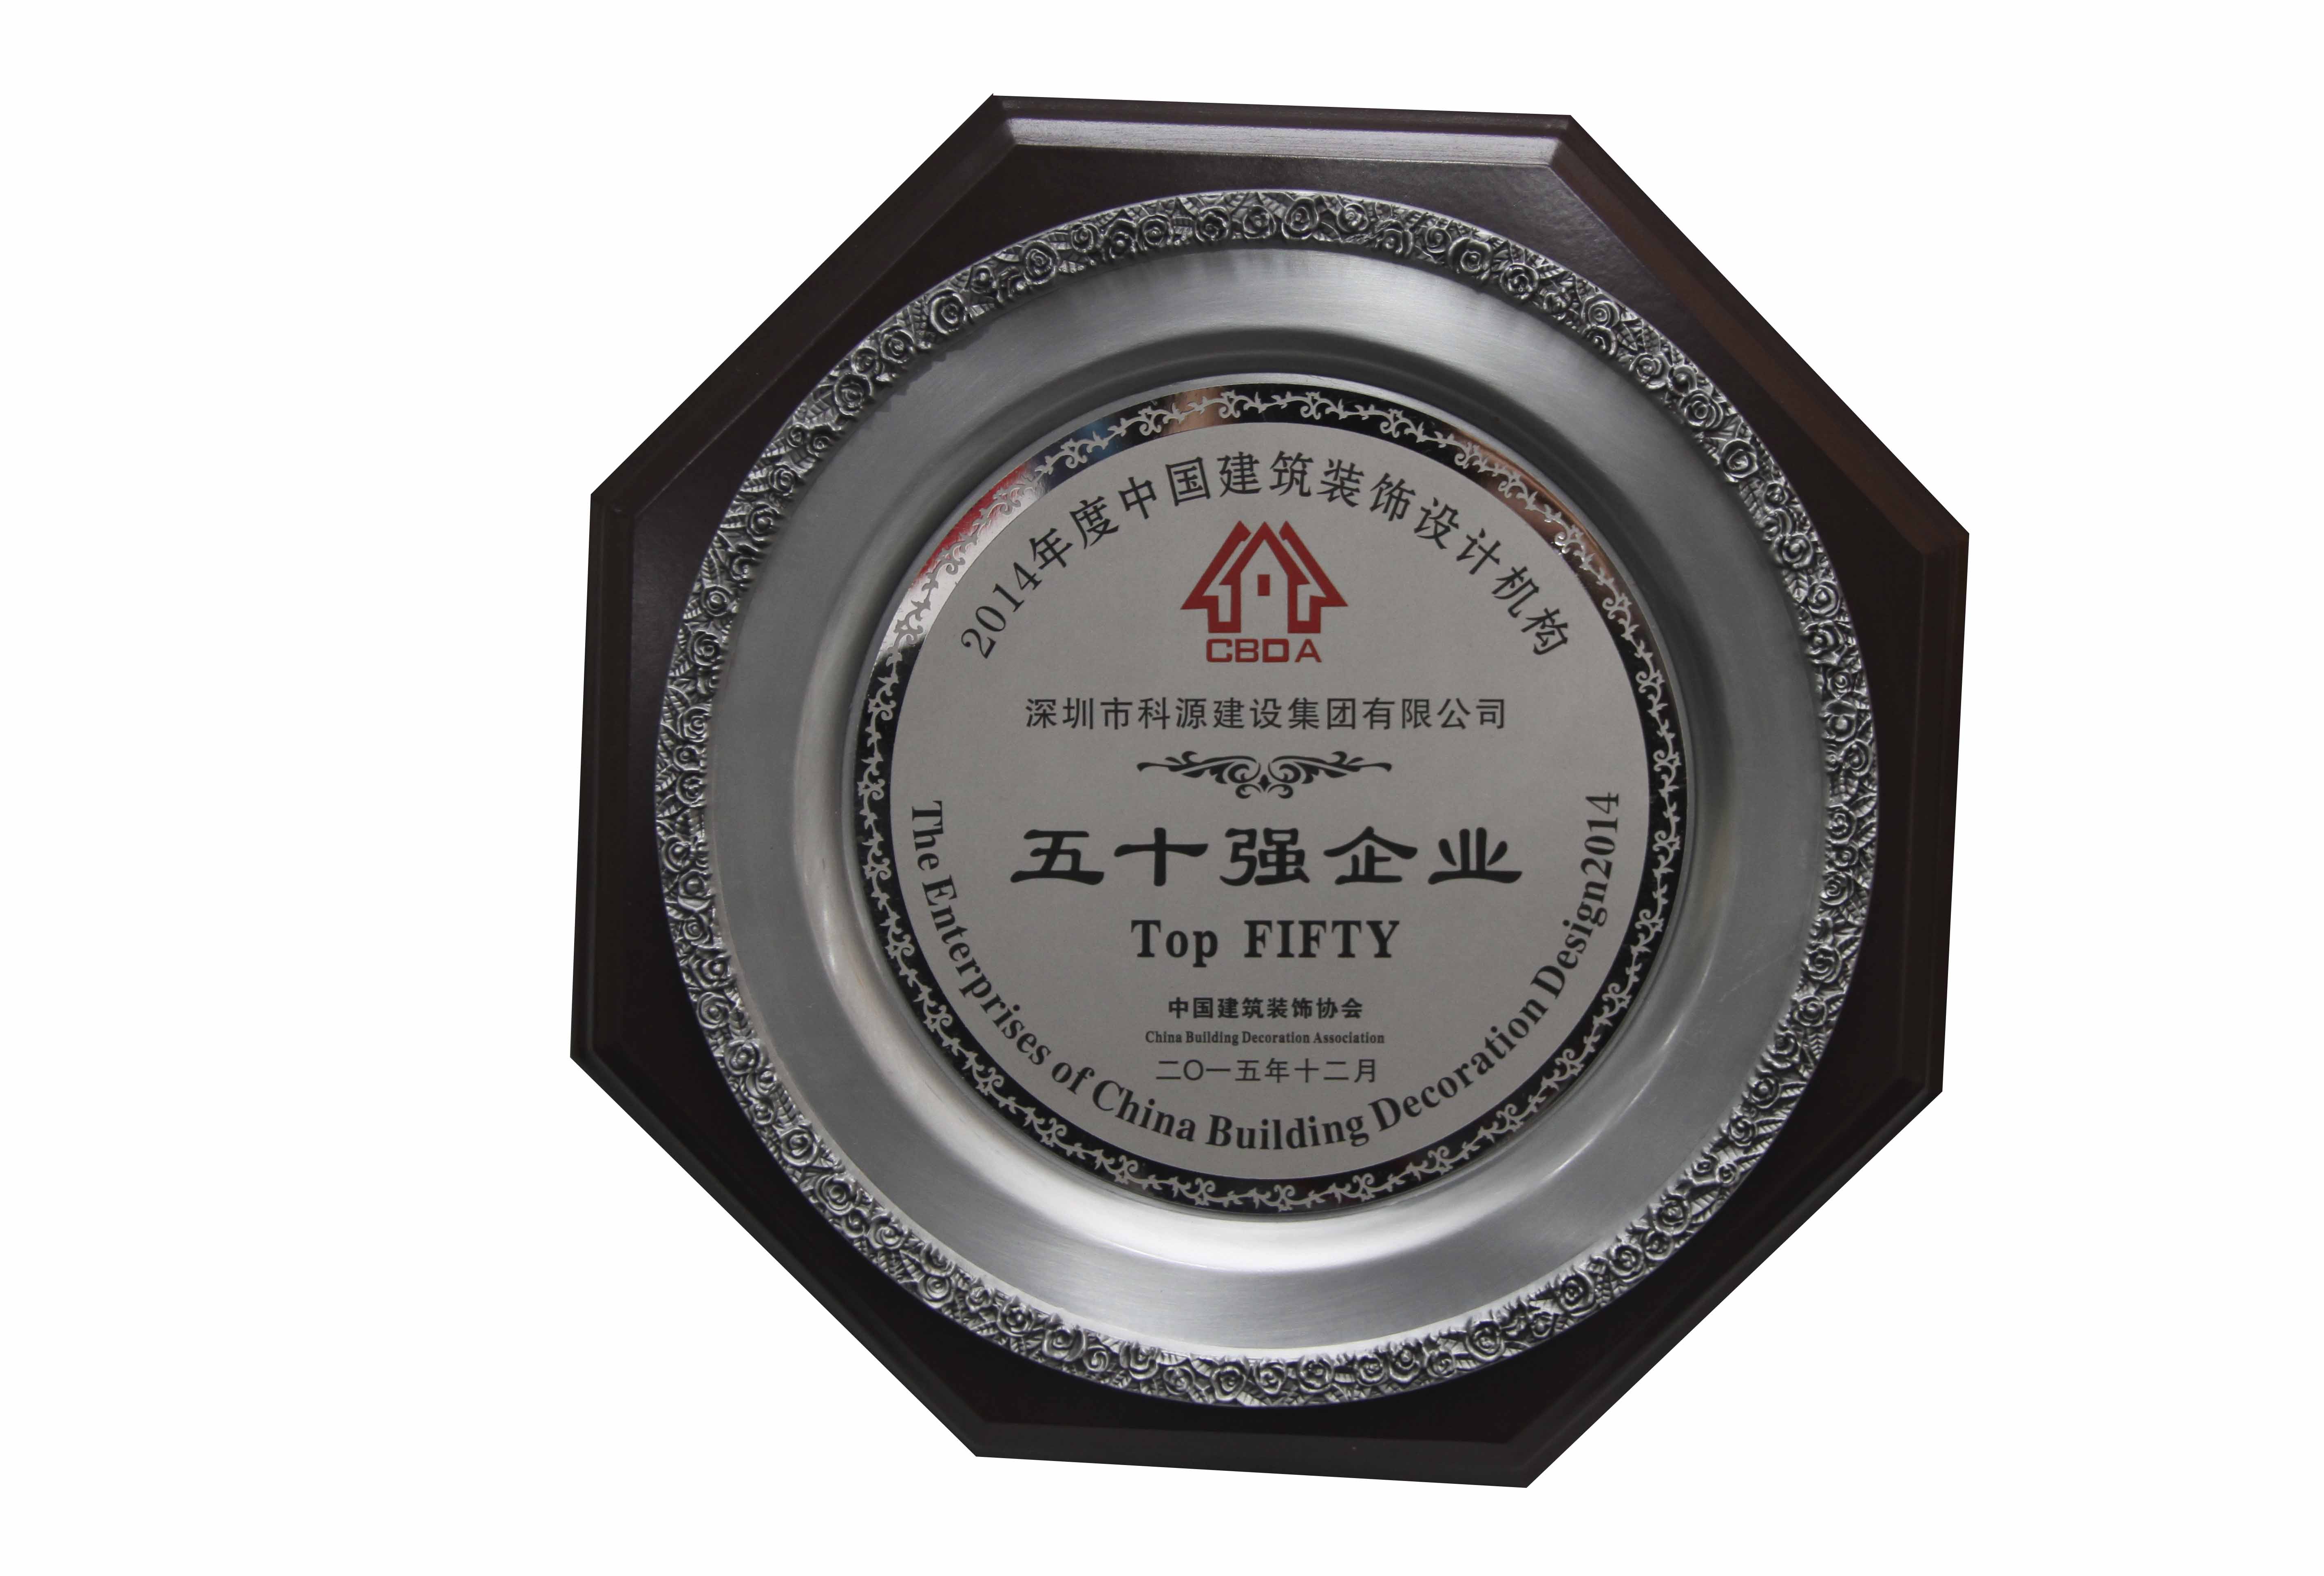 2014年度中国建筑装饰设计机构
CBDA
深圳市科源建设集团有限公司
五十强企业
Top FIFTY
中国建筑装饰协会
China Building Decoration Association
二〇一五年十二月
The Enterprises of China Building Decoration Design2014